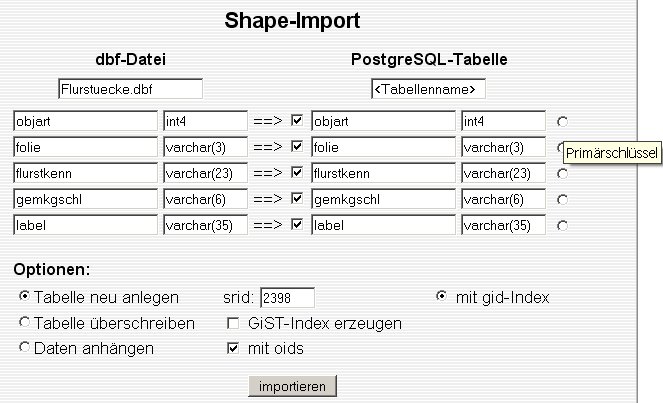 Shape-Import
dbf-Datei PostgreSQL-Tabelle
Flurstuecke.dbf <Tabellenname>
objart int4 ==> objart int4
folie varchar(3) ==> folie varchar(3)
Primärschlüssel
flurstkenn varchar(23) ==> flurstkenn varchar(23)
gemkgschl varchar(6) ==> gemkgschl varchar(6)
label varchar(35) ==> label varchar(35)
Optionen:
Tabelle neu anlegen srid: 2398 mit gid-Index
Tabelle überschreiben GiST-Index erzeugen
Daten anhängen mit oids
importieren